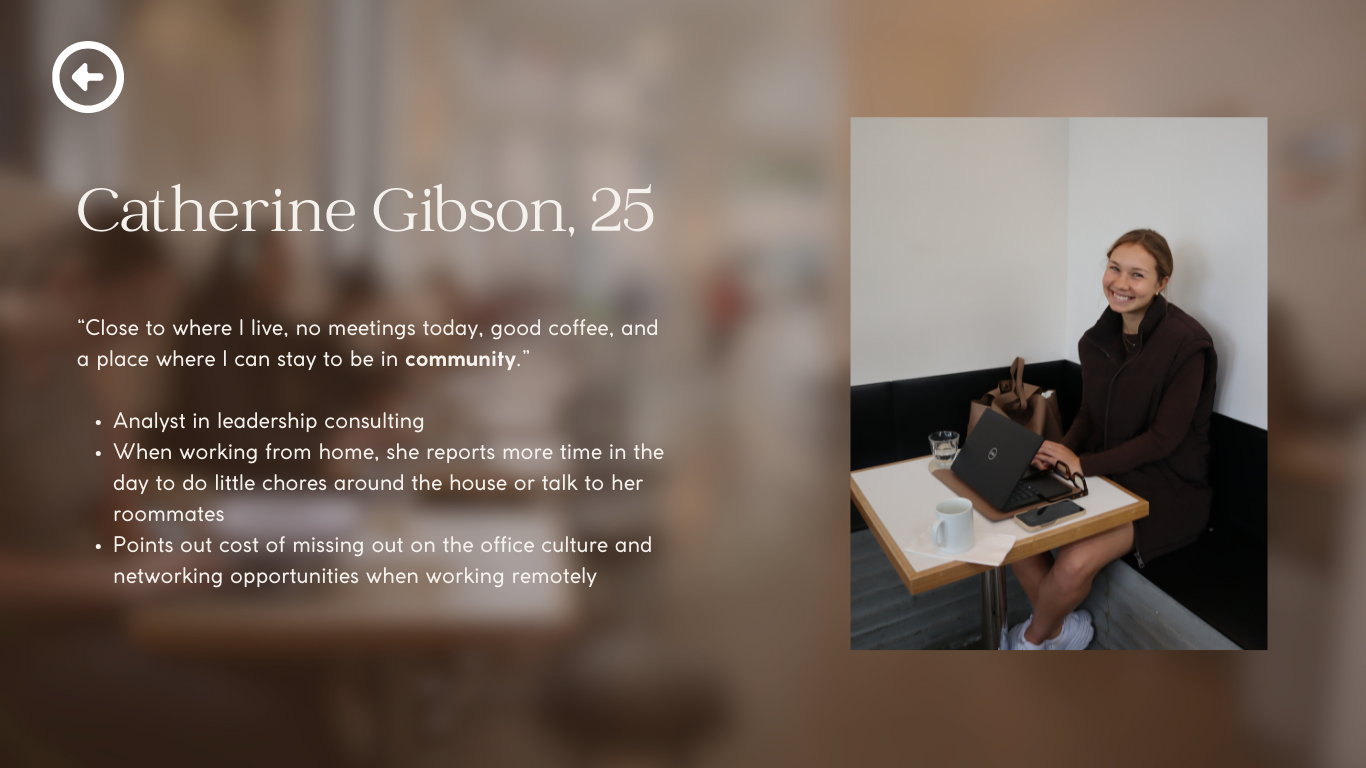 Catherine Gibson, 25
“Close to where I live, no meetings today, good coffee, and
a place where I can stay to be in community.”
• Analyst in leadership consulting
• When working from home, she reports more time in the
day to do little chores around the house or talk to her
roommates
• Points out cost of missing out on the office culture and
networking opportunities when working remotely